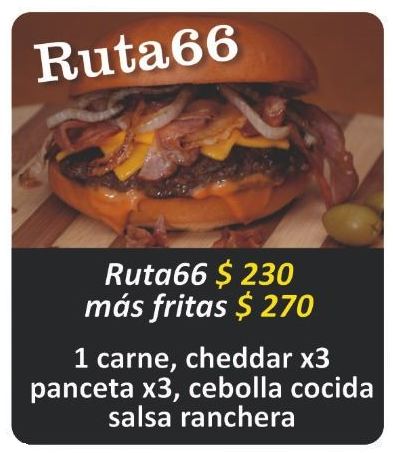 Ruta66
Ruta66 $ 230
más fritas $ 270
1 carne, cheddar x3
panceta x3, cebolla cocida
salsa ranchera